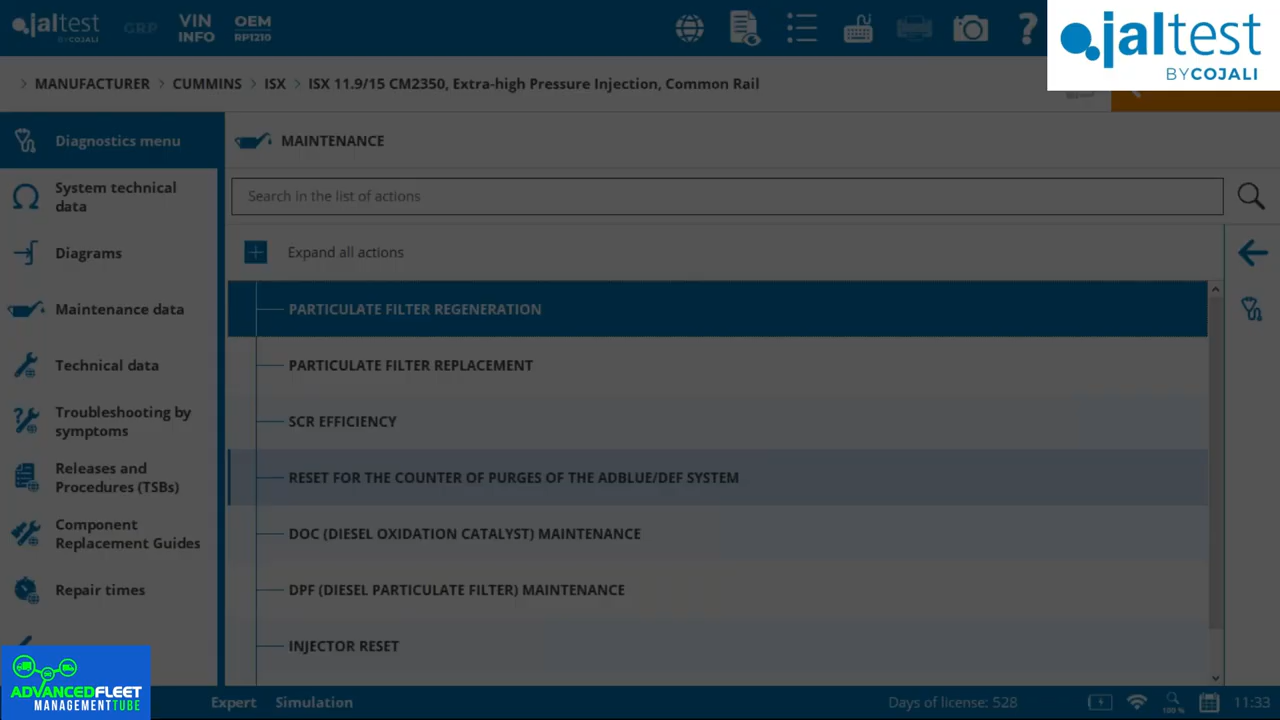 jaltest
BY COJALI
GRP
VIN
INFO
OEM
RP1210
?
jaltest
BY COJALI
> MANUFACTURER > CUMMINS > ISX > ISX 11.9/15 CM2350, Extra-high Pressure Injection, Common Rail
Diagnostics menu
System technical
data
Diagrams
Maintenance data
Technical data
Troubleshooting by
symptoms
Releases and
Procedures (TSBs)
Component
Replacement Guides
Repair times
MAINTENANCE
Search in the list of actions
Expand all actions
PARTICULATE FILTER REGENERATION
PARTICULATE FILTER REPLACEMENT
SCR EFFICIENCY
RESET FOR THE COUNTER OF PURGES OF THE ADBLUE/DEF SYSTEM
DOC (DIESEL OXIDATION CATALYST) MAINTENANCE
DPF (DIESEL PARTICULATE FILTER) MAINTENANCE
INJECTOR RESET
ADVANCEDFLEET
MANAGEMENTTUBE
Expert
Simulation
Days of license: 528
100 %
11:33